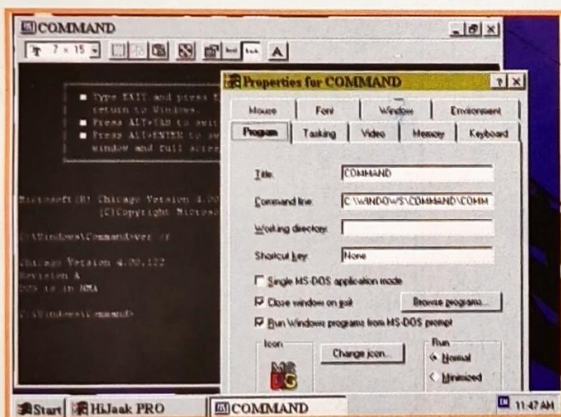 COMMAND
7 × 15
A
Type EXIT and press E
return to Windows.
Press ALT+TAB to swit
Press ALT+ENTER to sw
window and full scree
Microsoft(R) Chicago Version 4.00
(C)Copyright Microso
C:\Windows\Command>ver /r
Chicago Version 4.00.122
Revision A
DOS is in HMA
C:\Windows\Command>
Properties for COMMAND
Mouse
Font
Window
Environment
Program
Tasking
Video
Memory
Keyboard
Title:
COMMAND
Command line:
C:\WINDOWS\COMMAND\COMM
Working directory:
Shortcut key:
None
Single MS-DOS application mode
Close window on exit
Browse programs...
Run Windows programs from MS-DOS prompt
Icon
Change icon...
Run
Normal
Minimized
MS
Start
HiJaak PRO
COMMAND
EN
11:47 AM